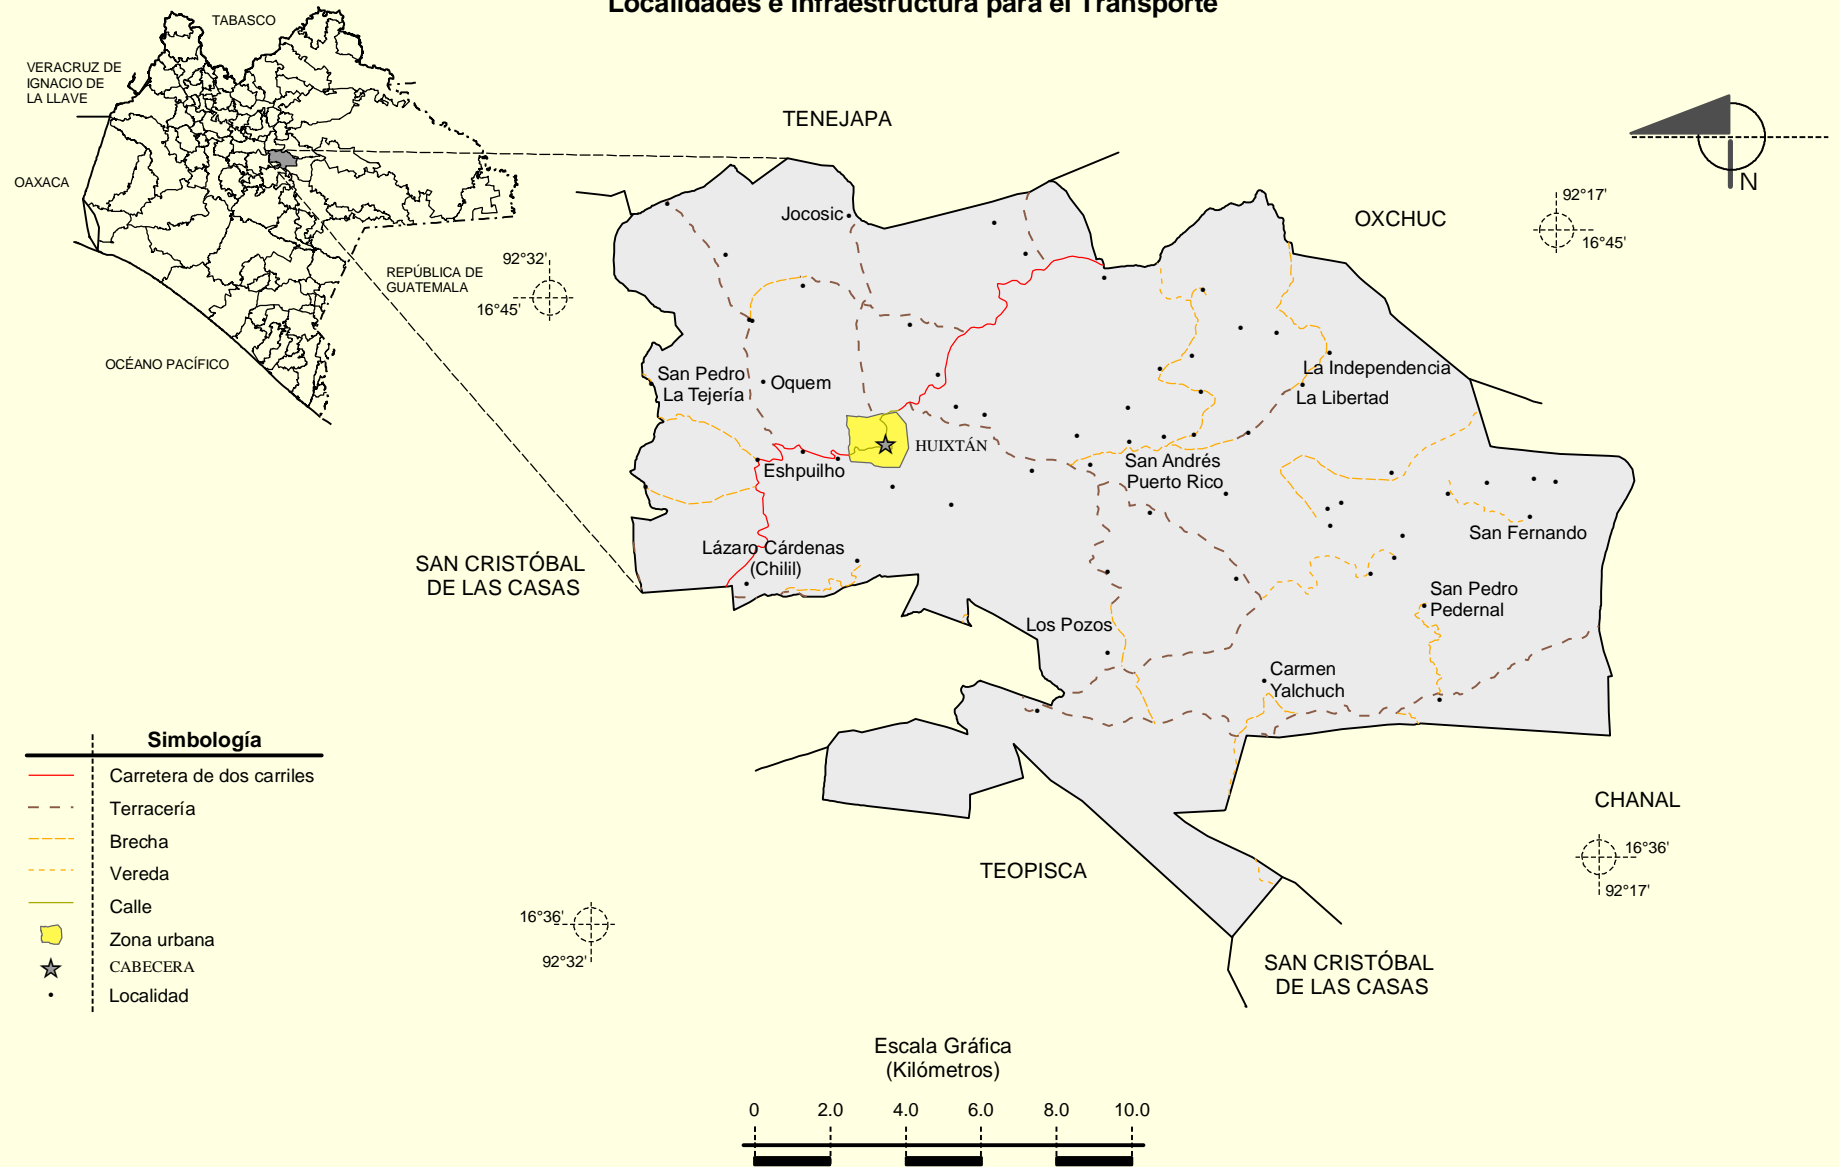 Localidades e Infraestructura para el Transporte
TABASCO
VERACRUZ DE
IGNACIO DE
LA LLAVE
OAXACA
REPÚBLICA DE
GUATEMALA
OCÉANO PACÍFICO
TENEJAPA
OXCHUC
N
92°17'
16°45'
92°32'
16°45'
Jocosic
San Pedro
La Tejería
Oquem
HUIXTÁN
Eshpuilho
La Independencia
La Libertad
San Andrés
Puerto Rico
San Fernando
Lázaro Cárdenas
(Chilil)
San Pedro
Pedernal
Los Pozos
Carmen
Yalchuch
SAN CRISTÓBAL
DE LAS CASAS
CHANAL
TEOPISCA
16°36'
92°17'
16°36'
92°32'
SAN CRISTÓBAL
DE LAS CASAS
Simbología
Carretera de dos carriles
Terracería
Brecha
Vereda
Calle
Zona urbana
CABECERA
Localidad
Escala Gráfica
(Kilómetros)
0 2.0 4.0 6.0 8.0 10.0